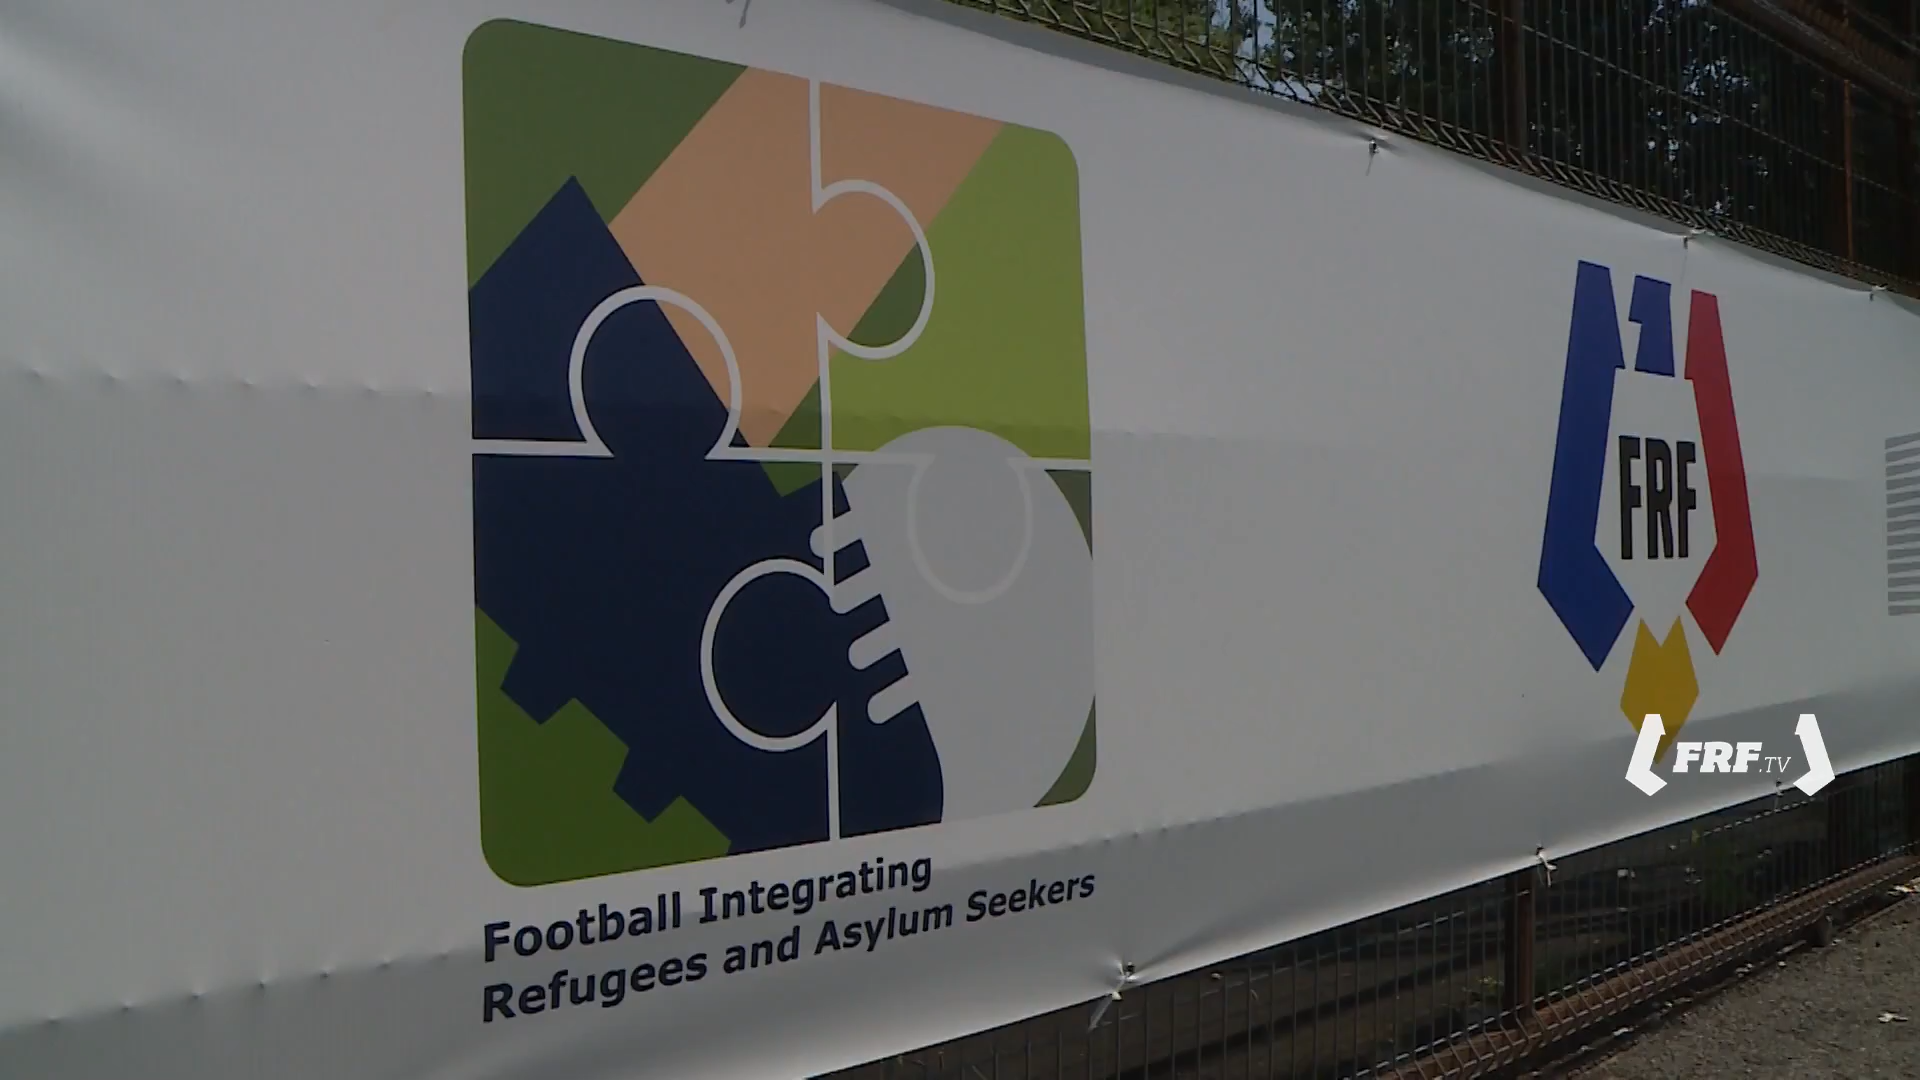 Football Integrating
Refugees and Asylum Seekers
FRF
FRF.TV